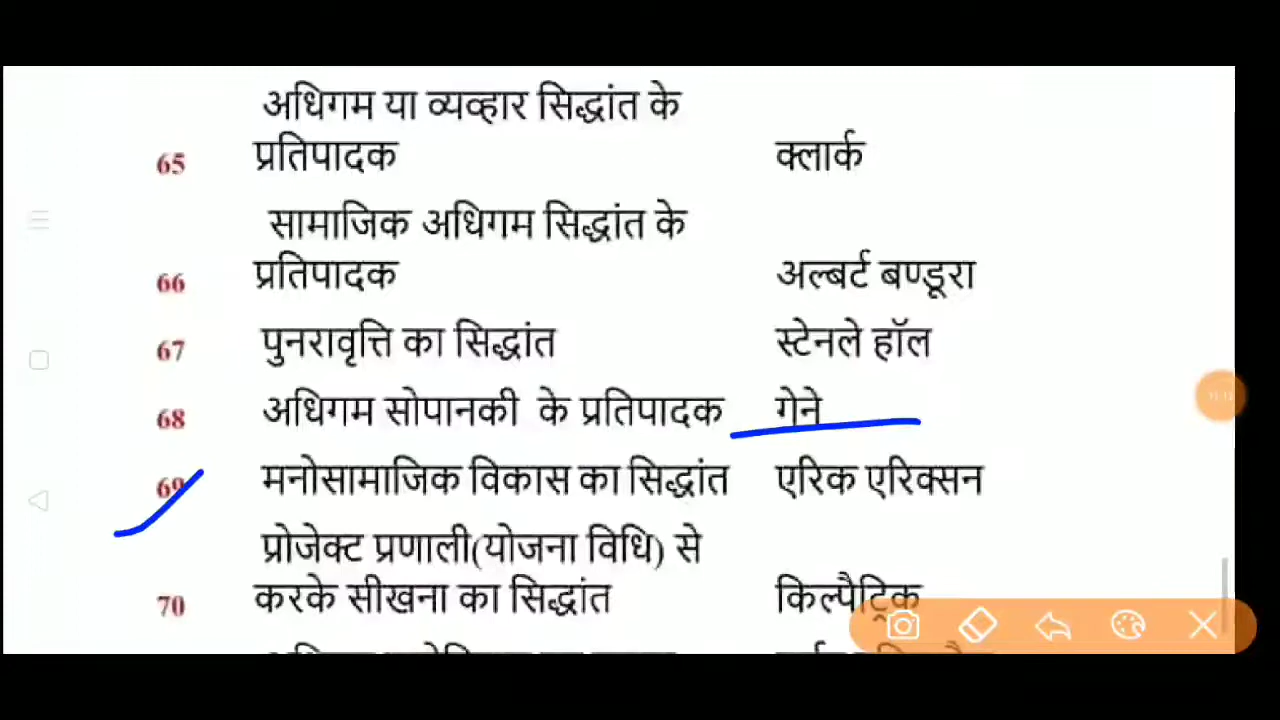 अधिगम या व्यव्हार सिद्धांत के
65 प्रतिपादक क्लार्क
सामाजिक अधिगम सिद्धांत के
66 प्रतिपादक अल्बर्ट बण्डूरा
67 पुनरावृत्ति का सिद्धांत स्टेनले हॉल
68 अधिगम सोपानकी के प्रतिपादक गेने
69 मनोसामाजिक विकास का सिद्धांत एरिक एरिक्सन
प्रोजेक्ट प्रणाली(योजना विधि) से
70 करके सीखना का सिद्धांत किल्पैट्रिक